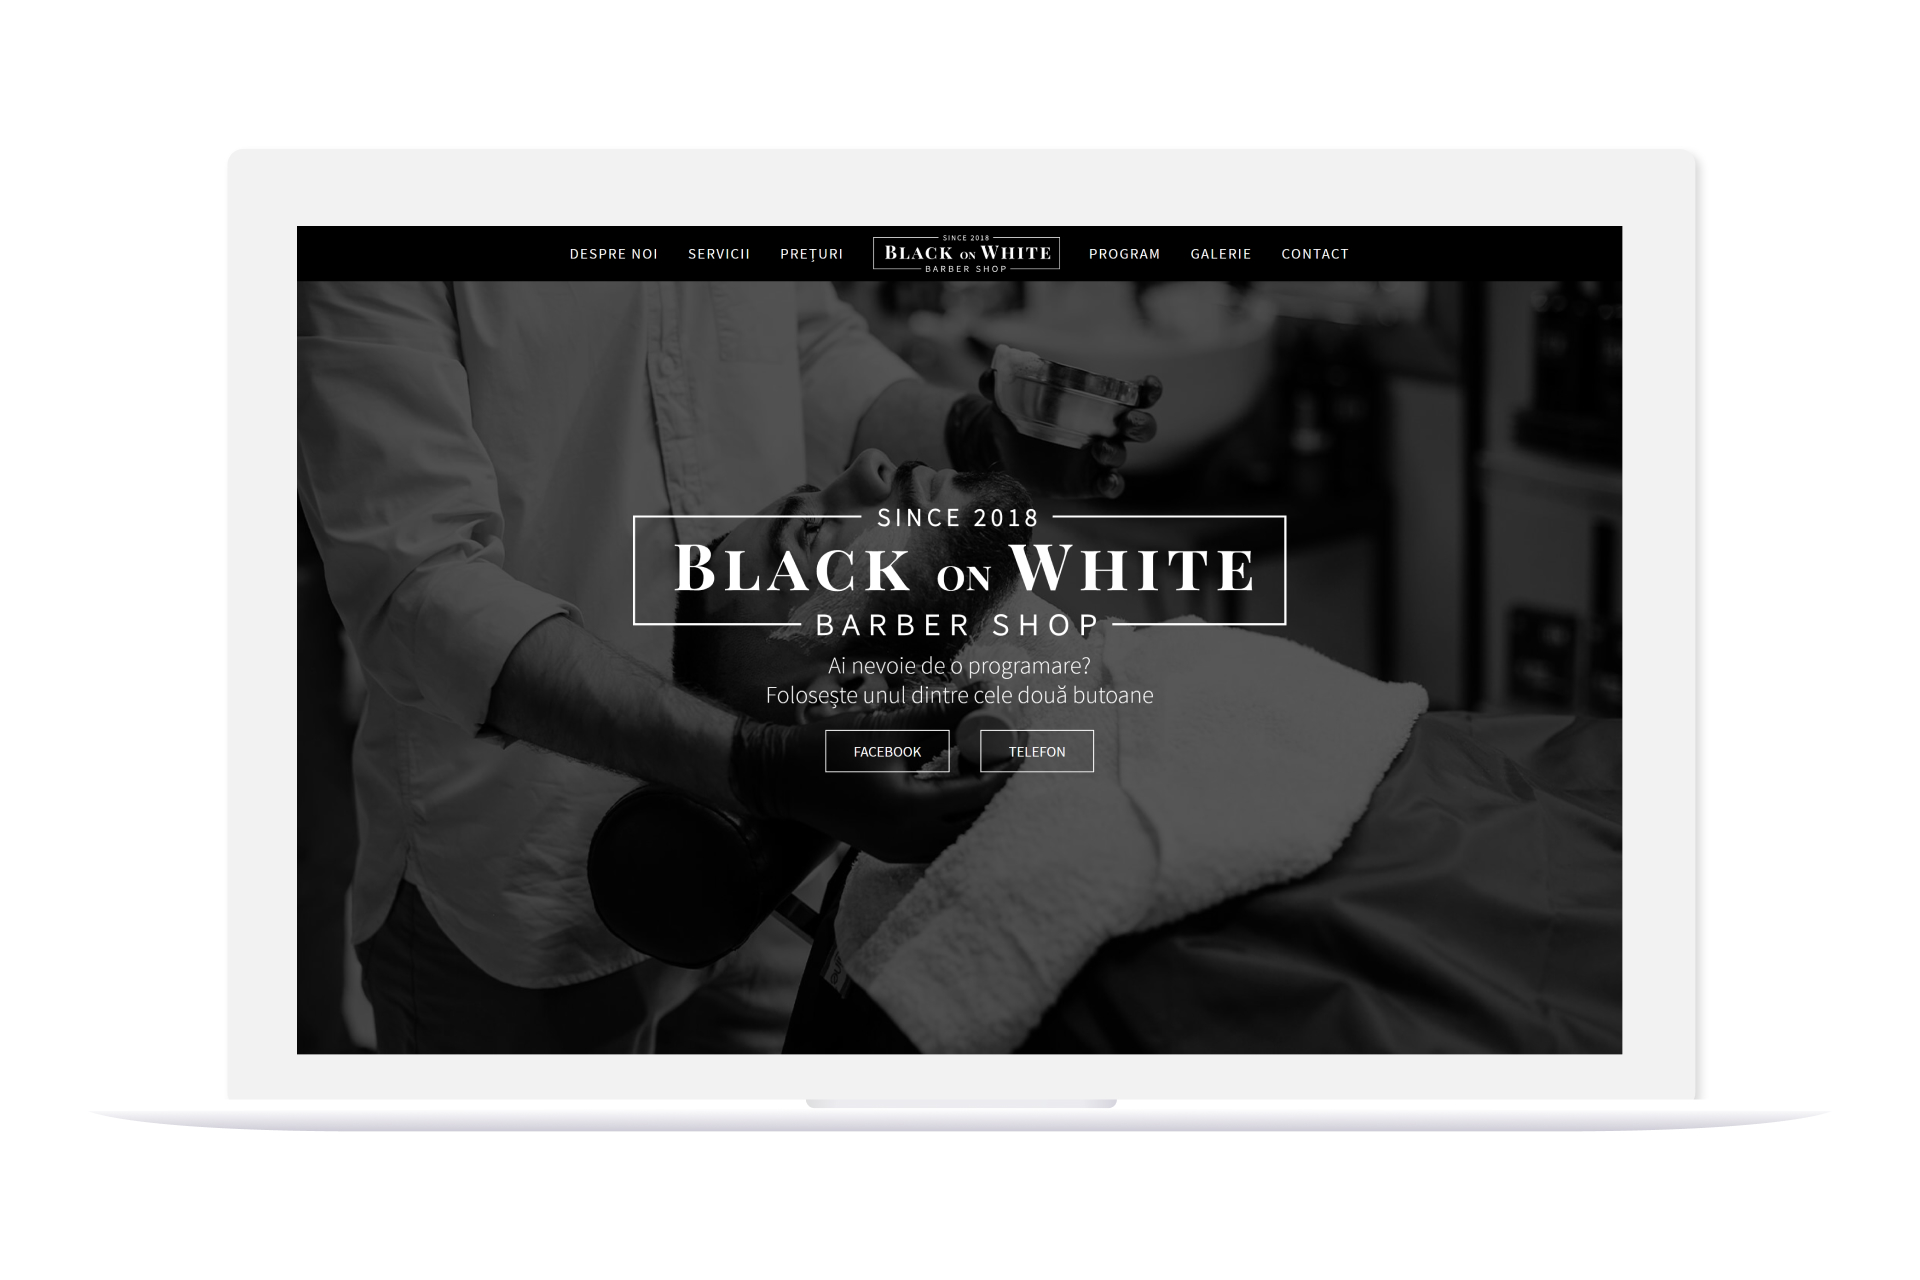 DESPRE NOI SERVICII PREȚURI
SINCE 2018
BLACK ON WHITE
BARBER SHOP
PROGRAM GALERIE CONTACT
SINCE 2018
BLACK ON WHITE
BARBER SHOP
Ai nevoie de o programare?
Folosește unul dintre cele două butoane
FACEBOOK TELEFON